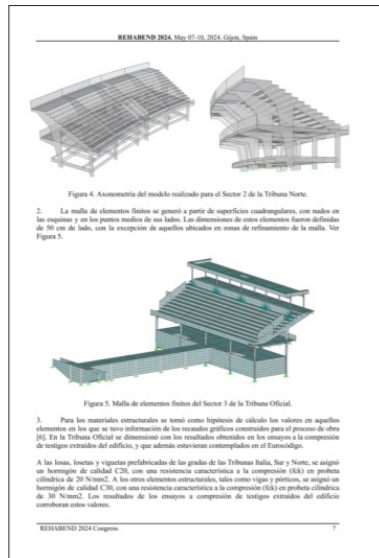 REHABEND 2024. May 07-10, 2024. Gijon, Spain
Figura 4. Axonometría del modelo realizado para el Sector 2 de la Tribuna Norte.
2. La malla de elementos finitos se generó a partir de superficies cuadrangulares, con nudos en
las esquinas y en los puntos medios de sus lados. Las dimensiones de estos elementos fueron definidas
de 50 cm de lado, con la excepción de aquellos ubicados en zonas de refinamiento de la malla. Ver
Figura 5.
Figura 5. Malla de elementos finitos del Sector 3 de la Tribuna Oficial.
3. Para los materiales estructurales se tomó como hipótesis de cálculo los valores en aquellos
elementos en los que se tuvo información de los recaudos gráficos construidos para el proceso de obra
[6]. En la Tribuna Oficial se dimensionó con los resultados obtenidos en los ensayos a la compresión
de testigos extraídos del edificio, y que además estuvieran contemplados en el Eurocódigo.
A las losas, losetas y viguetas prefabricadas de las gradas de las Tribunas Italia, Sur y Norte, se asignó
un hormigón de calidad C20, con una resistencia característica a la compresión (fck) en probeta
cilíndrica de 20 N/mm2. A los otros elementos estructurales, tales como vigas y pórticos, se asignó un
hormigón de calidad C30, con una resistencia característica a la compresión (fck) en probeta cilíndrica
de 30 N/mm2. Los resultados de los ensayos a compresión de testigos extraídos del edificio
corroboran estos valores.
REHABEND 2024 Congress 7